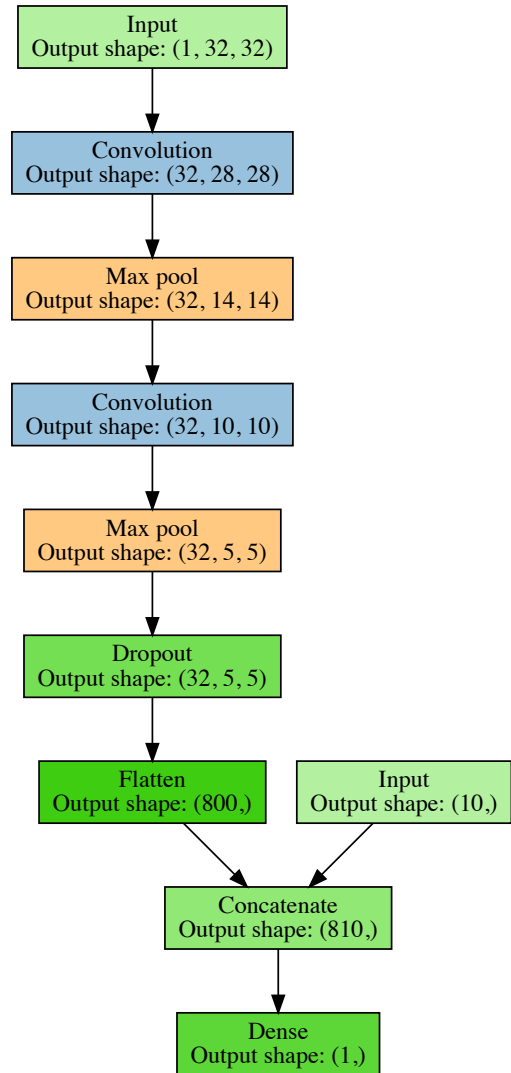 Input
Output shape: (1, 32, 32)
Convolution
Output shape: (32, 28, 28)
Max pool
Output shape: (32, 14, 14)
Convolution
Output shape: (32, 10, 10)
Max pool
Output shape: (32, 5, 5)
Dropout
Output shape: (32, 5, 5)
Flatten
Output shape: (800,)
Input
Output shape: (10,)
Concatenate
Output shape: (810,)
Dense
Output shape: (1,)